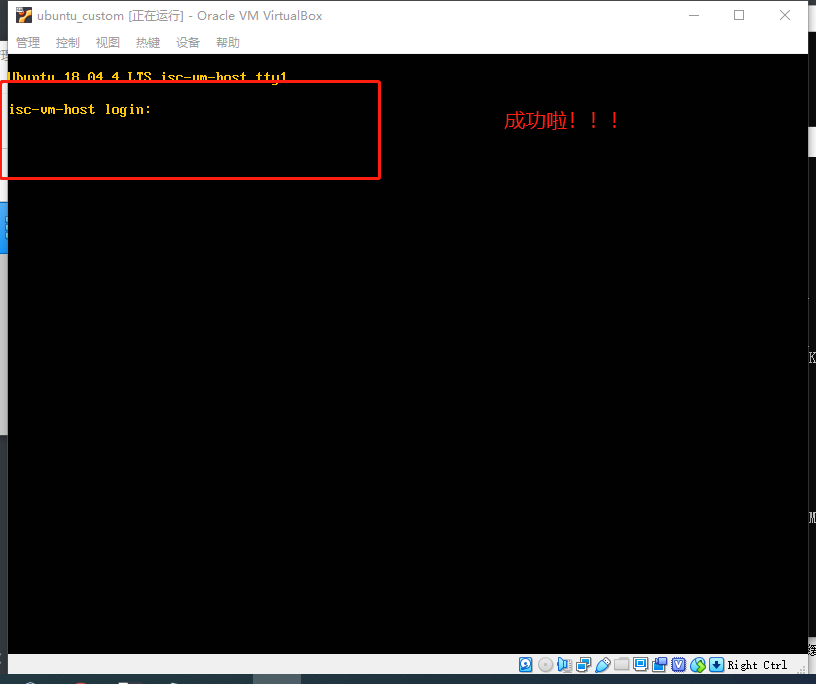 ubuntu_custom [正在运行] - Oracle VM VirtualBox
管理 控制 视图 热键 设备 帮助
Ubuntu 18.04.4 LTS isc-vm-host tty1
isc-vm-host login:
成功啦！！！
K
M
Right Ctrl